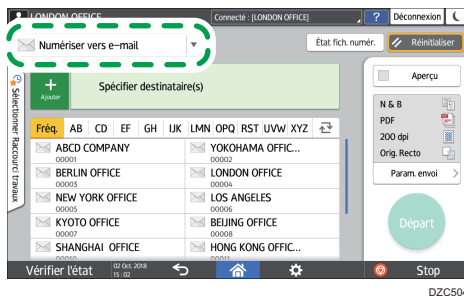 LONDON OFFICE
Connecté : [LONDON OFFICE]
?
Déconnexion
Numériser vers e-mail
État fich. numér.
Réinitialiser
Sélectionner Raccourci travaux
+
Ajouter
Spécifier destinataire(s)
Aperçu
N & B
PDF
200 dpi
Orig. Recto
Param. envoi
Départ
Fréq. AB CD EF GH IJK LMN OPQ RST UVW XYZ
ABCD COMPANY
00001
YOKOHAMA OFFIC...
00002
BERLIN OFFICE
00003
LONDON OFFICE
00004
NEW YORK OFFICE
00005
LOS ANGELES
00006
KYOTO OFFICE
00007
BEIJING OFFICE
00008
SHANGHAI OFFICE
HONG KONG OFFIC...
Vérifier l'état
02 Oct. 2018
15 : 02
Stop
DZC504